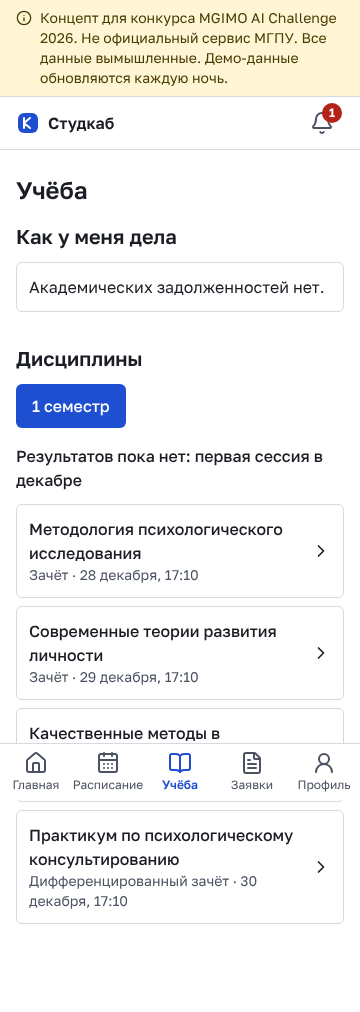 Концепт для конкурса MGIMO AI Challenge
2026. Не официальный сервис МГПУ. Все
данные вымышленные. Демо-данные
обновляются каждую ночь.
Студкаб
1
Учёба
Как у меня дела
Академических задолженностей нет.
Дисциплины
1 семестр
Результатов пока нет: первая сессия в
декабре
Методология психологического
исследования
Зачёт · 28 декабря, 17:10
Современные теории развития
личности
Зачёт · 29 декабря, 17:10
Качественные методы в
Главная
Расписание
Учёба
Заявки
Профиль
Практикум по психологическому
консультированию
Дифференцированный зачёт · 30
декабря, 17:10